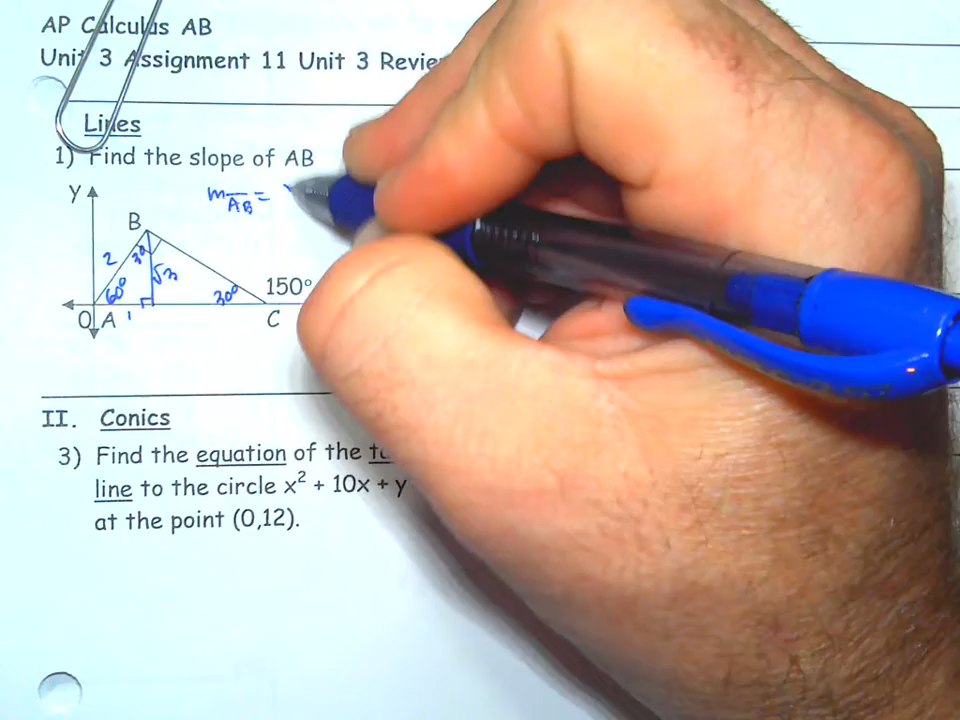 AP Calculus AB
Unit 3 Assignment 11 Unit 3
Lines
1) Find the slope of AB
m AB =
y
B
2 30 √3
60° 30° 150°
O A 1 C
II. Conics
3) Find the equation of the
line to the circle x² + 10x + y
at the point (0,12).